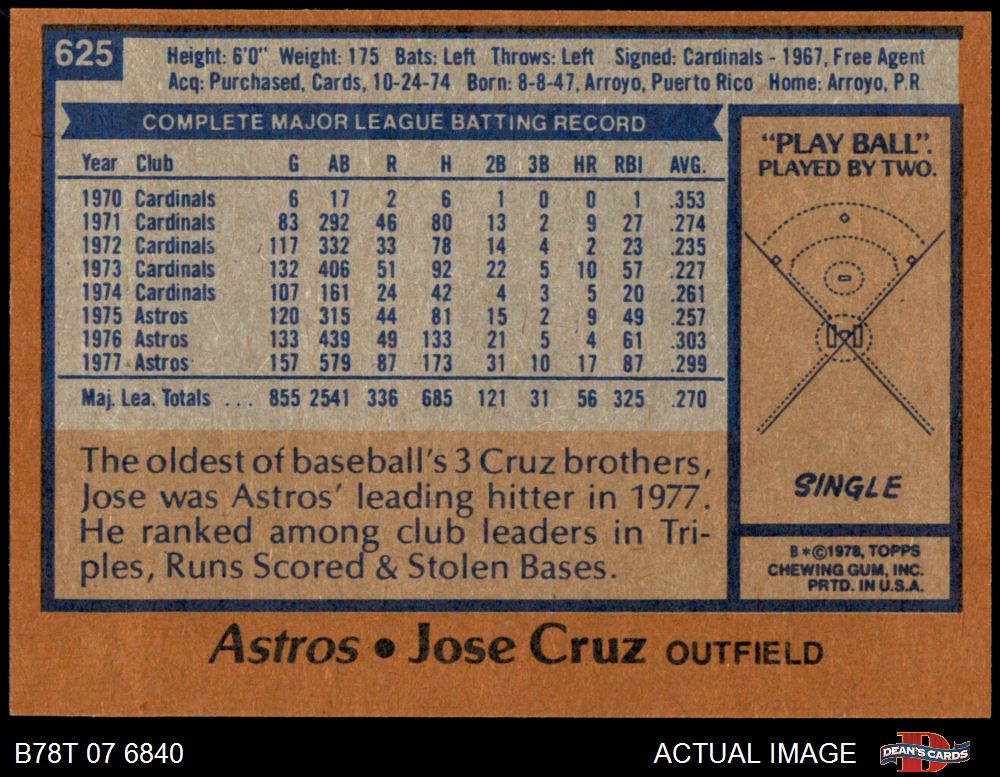 625
Height: 6'0" Weight: 175 Bats: Left Throws: Left Signed: Cardinals - 1967, Free Agent
Acq: Purchased, Cards, 10-24-74 Born: 8-8-47, Arroyo, Puerto Rico Home: Arroyo, P.R.
COMPLETE MAJOR LEAGUE BATTING RECORD
Year Club G AB R H 2B 3B HR RBI AVG.
1970 Cardinals 6 17 2 6 1 0 0 1 .353
1971 Cardinals 83 292 46 80 13 2 9 27 .274
1972 Cardinals 117 332 33 78 14 4 2 23 .235
1973 Cardinals 132 406 51 92 22 5 10 57 .227
1974 Cardinals 107 161 24 42 4 3 5 20 .261
1975 Astros 120 315 44 81 15 2 9 49 .257
1976 Astros 133 439 49 133 21 5 4 61 .303
1977 Astros 157 579 87 173 31 10 17 87 .299
Maj. Lea. Totals ... 855 2541 336 685 121 31 56 325 .270
The oldest of baseball's 3 Cruz brothers,
Jose was Astros' leading hitter in 1977.
He ranked among club leaders in Tri-
ples, Runs Scored & Stolen Bases.
"PLAY BALL".
PLAYED BY TWO.
SINGLE
B*©1978, TOPPS
CHEWING GUM, INC.
PRTD. IN U.S.A.
Astros • Jose Cruz OUTFIELD
B78T 07 6840
ACTUAL IMAGE
DEAN'S CARDS